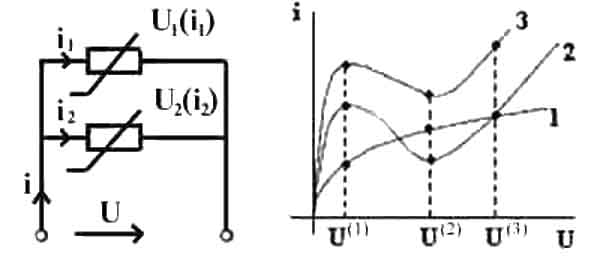 U₁(i₁)
i₁
U₂(i₂)
i₂
i
U
i
3
2
1
U⁽¹⁾ U⁽²⁾ U⁽³⁾ U